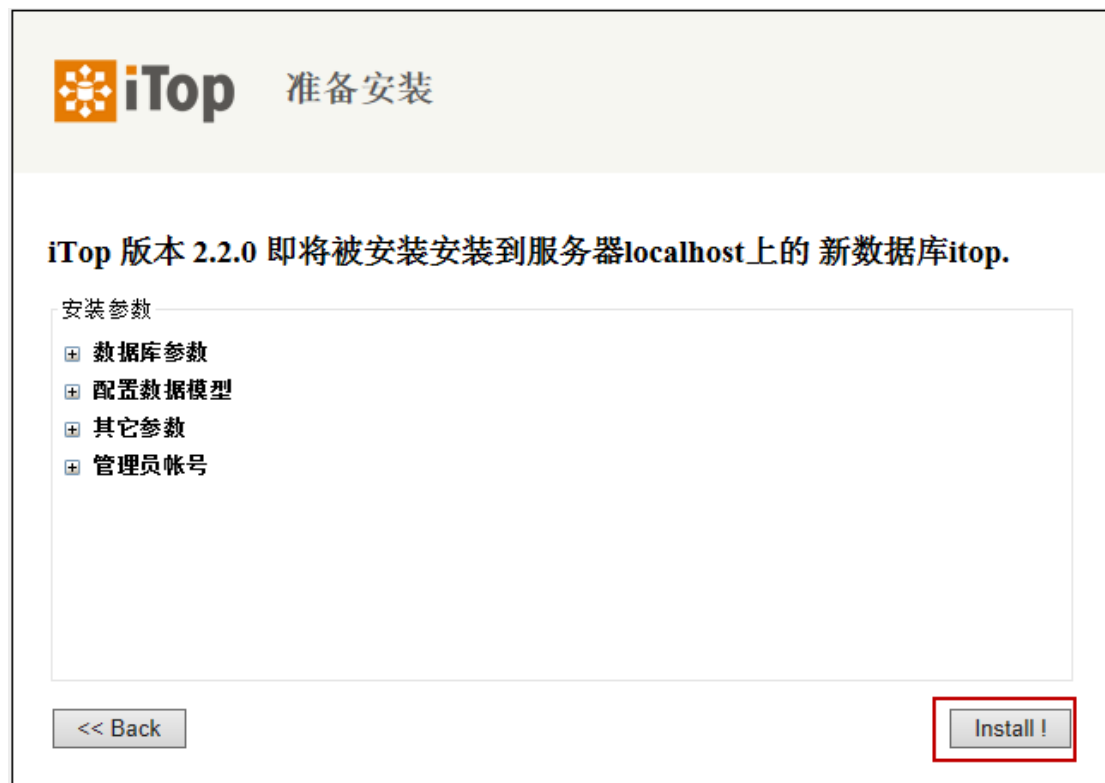 iTop 准备安装
iTop 版本 2.2.0 即将被安装安装到服务器localhost上的 新数据库itop.
安装参数
数据库参数
配置数据模型
其它参数
管理员帐号
<< Back Install !